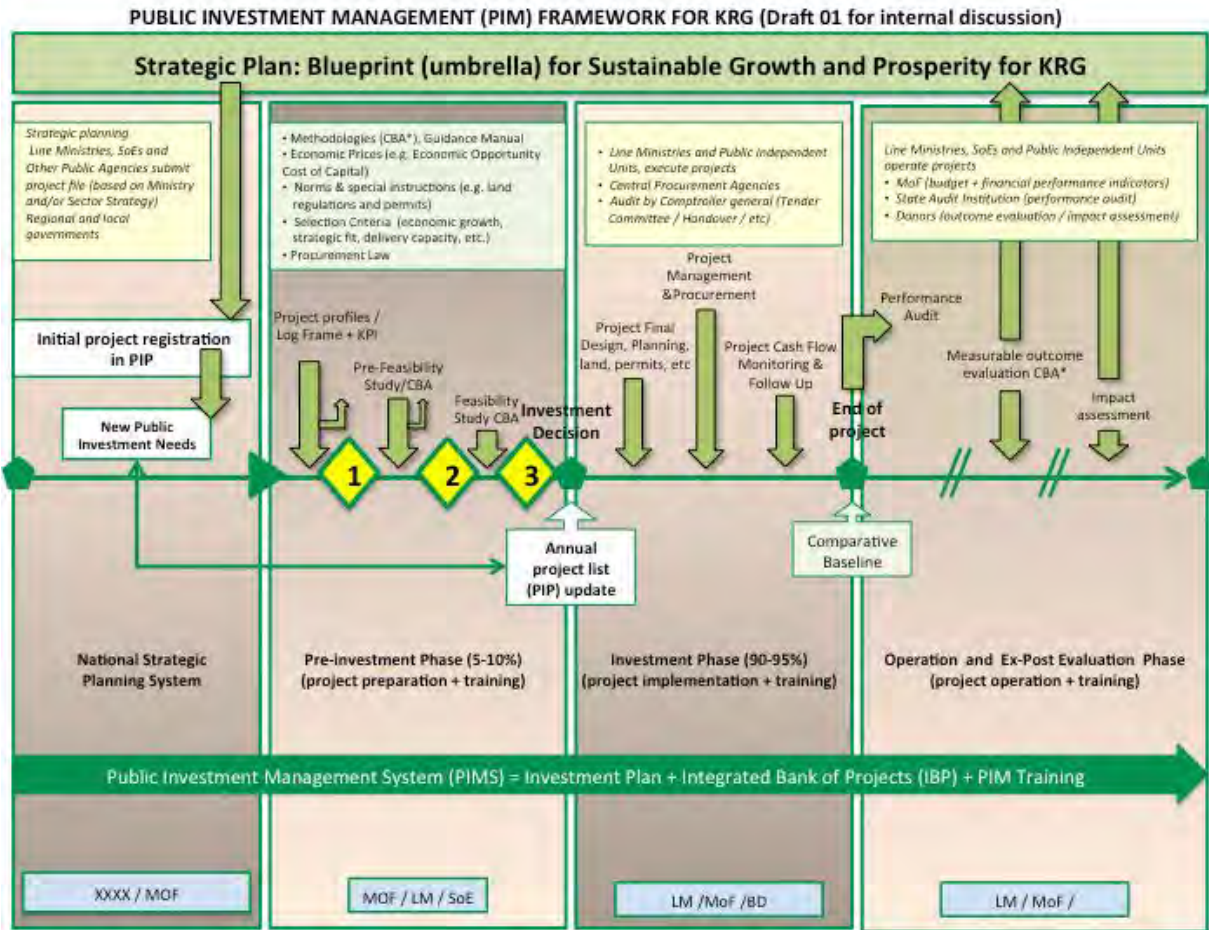 PUBLIC INVESTMENT MANAGEMENT (PIM) FRAMEWORK FOR KRG (Draft 01 for internal discussion)
Strategic Plan: Blueprint (umbrella) for Sustainable Growth and Prosperity for KRG
Strategic planning
Line Ministries, SoEs and
Other Public Agencies submit
project file (based on Ministry
and/or Sector Strategy)
Regional and local
governments
• Methodologies (CBA*), Guidance Manual
• Economic Prices (e.g. Economic Opportunity
Cost of Capital)
• Norms & special instructions (e.g. land
regulations and permits)
• Selection Criteria (economic growth,
strategic fit, delivery capacity, etc.)
• Procurement Law
• Line Ministries and Public Independent
Units, execute projects
• Central Procurement Agencies
• Audit by Comptroller general (Tender
Committee / Handover / etc)
Line Ministries, SoEs and Public Independent Units
operate projects
• MoF (budget + financial performance indicators)
• State Audit Institution (performance audit)
• Donors (outcome evaluation / impact assessment)
Initial project registration
in PIP
New Public
Investment Needs
Project profiles /
Log Frame + KPI
Pre-Feasibility
Study/CBA
Feasibility
Study CBA
Investment
Decision
Project Final
Design, Planning,
land, permits, etc
Project
Management
&Procurement
Project Cash Flow
Monitoring &
Follow Up
End of
project
Performance
Audit
Measurable outcome
evaluation CBA*
Impact
assessment
1
2
3
Annual
project list
(PIP) update
Comparative
Baseline
National Strategic
Planning System
Pre-investment Phase (5-10%)
(project preparation + training)
Investment Phase (90-95%)
(project implementation + training)
Operation and Ex-Post Evaluation Phase
(project operation + training)
Public Investment Management System (PIMS) = Investment Plan + Integrated Bank of Projects (IBP) + PIM Training
XXXX / MOF
MOF / LM / SoE
LM /MoF /BD
LM / MoF /